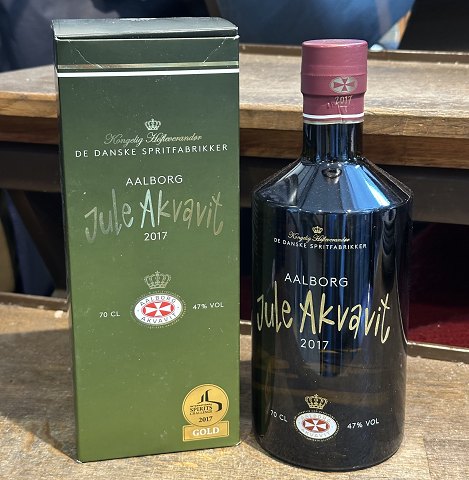 Kongelig Hofleverandør
DE DANSKE SPRITFABRIKKER
AALBORG
Jule Akvavit
2017
AALBORG
AKVAVIT
70 CL
47% VOL
SPIRITS
CHALLENGE
2017
GOLD
2017
Kongelig Hofleverandør
DE DANSKE SPRITFABRIKKER
AALBORG
Jule Akvavit
2017
70 CL
47% VOL